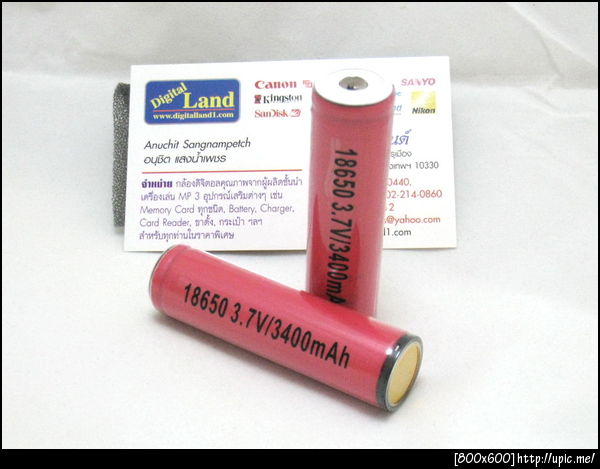 Digital
Land
www.digitalland1.com
Canon
Kingston
SanDisk
SANYO
Nikon
Anuchit Sangnampetch
อนุชิต แสงน้ำเพชร
10330
จำหน่าย กล้องดิจิตอลคุณภาพจากผู้ผลิตชั้นนำ
0440,
เครื่องเล่น MP 3 อุปกรณ์เสริมต่างๆ เช่น
02-214-0860
Memory Card ทุกชนิด, Battery, Charger,
2
Card Reader, ขาตั้ง, กระเป๋า ฯลฯ
@yahoo.com
สำหรับทุกท่านในราคาพิเศษ
d1.com
18650 3.7V/3400mA
18650 3.7V/3400mAh
[800x600]http://upic.me/